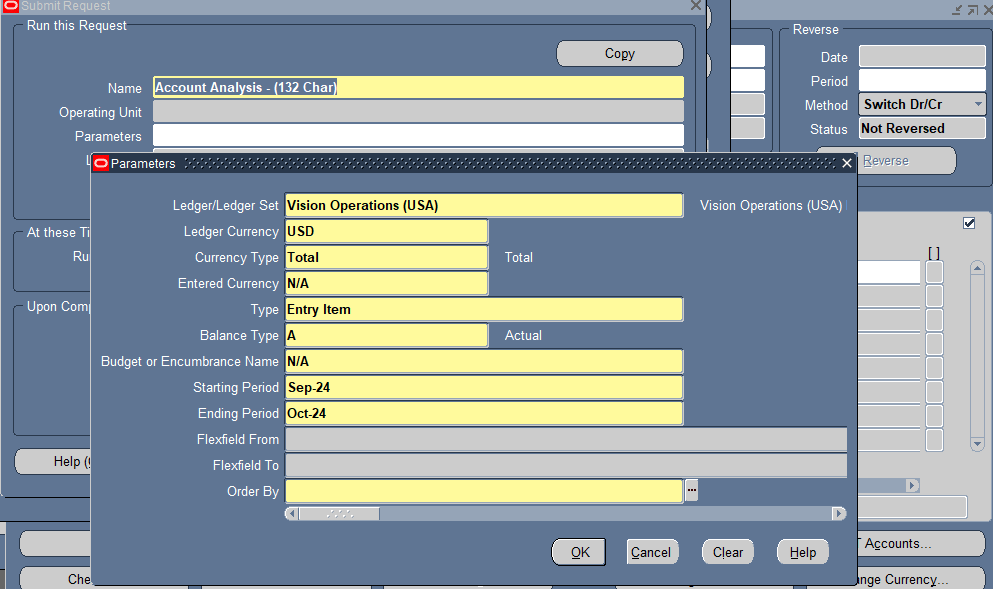 Submit Request
Run this Request
Copy
Name Account Analysis - (132 Char)
Operating Unit
Parameters
At these Ti
Ru
Upon Comp
Help (
Parameters
Ledger/Ledger Set Vision Operations (USA) Vision Operations (USA)
Ledger Currency USD
Currency Type Total Total
Entered Currency N/A
Type Entry Item
Balance Type A Actual
Budget or Encumbrance Name N/A
Starting Period Sep-24
Ending Period Oct-24
Flexfield From
Flexfield To
Order By
...
OK Cancel Clear Help
Reverse
Date
Period
Method Switch Dr/Cr
Status Not Reversed
Reverse
[ ]
T Accounts...
Che
nge Currency...